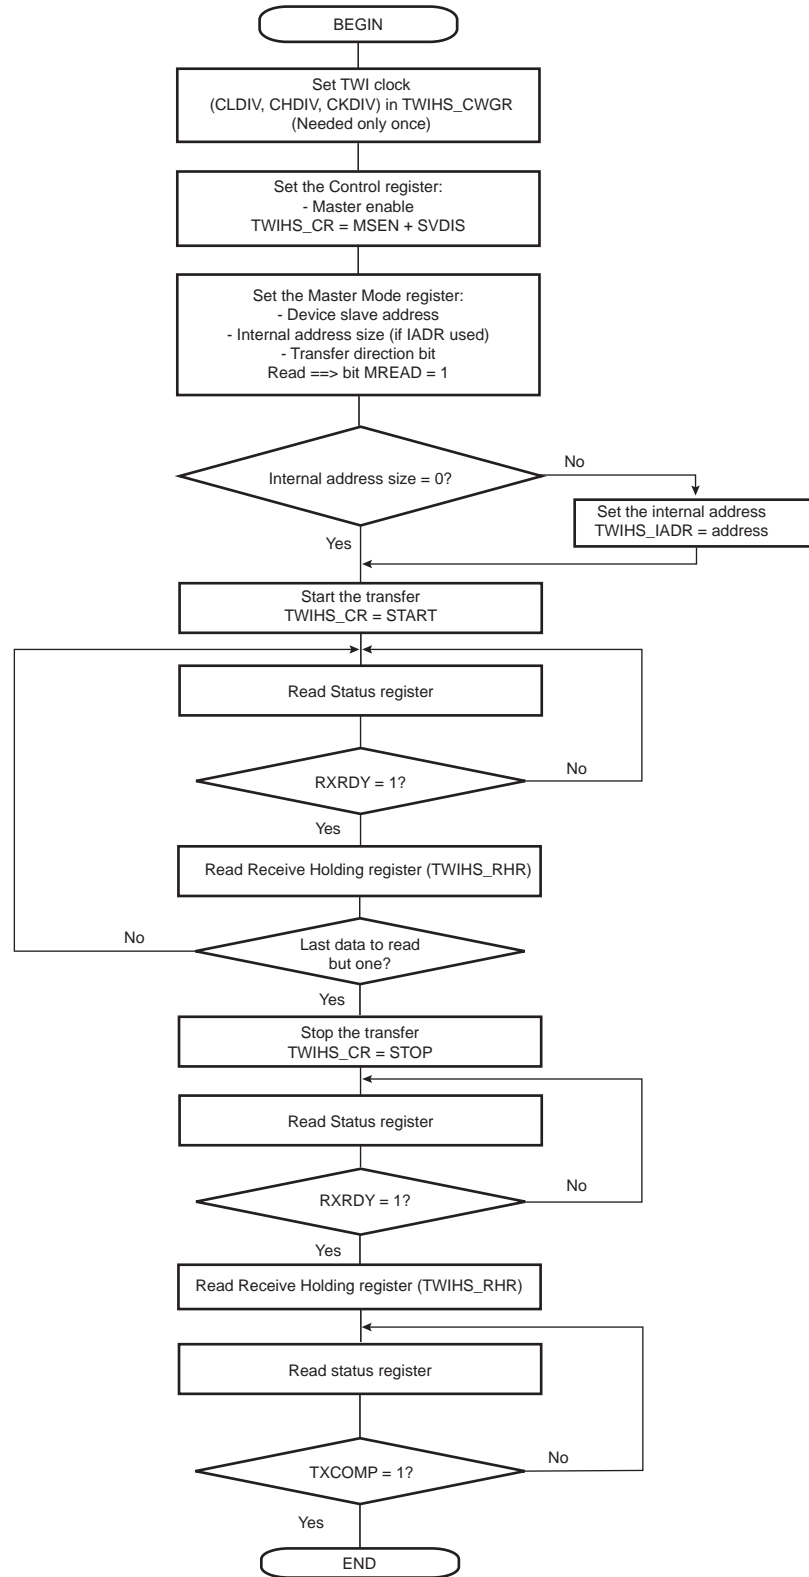 BEGIN
Set TWI clock
(CLDIV, CHDIV, CKDIV) in TWIHS_CWGR
(Needed only once)
Set the Control register:
- Master enable
TWIHS_CR = MSEN + SVDIS
Set the Master Mode register:
- Device slave address
- Internal address size (if IADR used)
- Transfer direction bit
Read ==> bit MREAD = 1
Internal address size = 0?
No
Set the internal address
TWIHS_IADR = address
Yes
Start the transfer
TWIHS_CR = START
Read Status register
RXRDY = 1?
No
Yes
Read Receive Holding register (TWIHS_RHR)
No
Last data to read
but one?
Yes
Stop the transfer
TWIHS_CR = STOP
Read Status register
RXRDY = 1?
No
Yes
Read Receive Holding register (TWIHS_RHR)
Read status register
TXCOMP = 1?
No
Yes
END